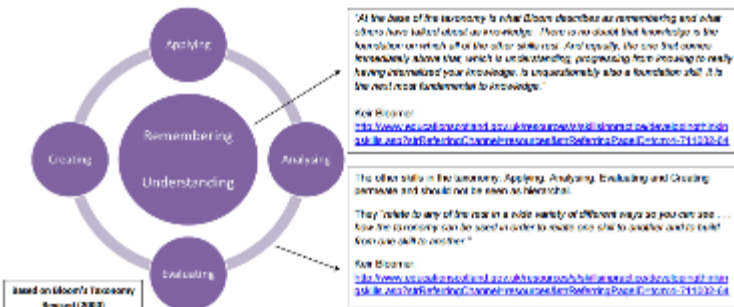 Applying
Remembering
Understanding
Creating
Analysing
Evaluating
Based on Bloom's Taxonomy
Revised (2000)
"At the base of the taxonomy is what Bloom describes as remembering and what
others have talked about as knowledge. There is no doubt that knowledge is the
foundation on which all of the other skills rest. And equally, the one that comes
immediately above that, which is understanding, progressing from knowing to really
having internalised your knowledge, is unquestionably also a foundation skill. It is
the next most fundamental to knowledge."
Keir Bloomer
The other skills in the taxonomy: Applying, Analysing, Evaluating and Creating
permeate and should not be seen as hierarchal.
They "relate to any of the rest in a wide variety of different ways so you can see ....
how the taxonomy can be used in order to relate one skill to another and to build
from one skill to another."
Keir Bloomer